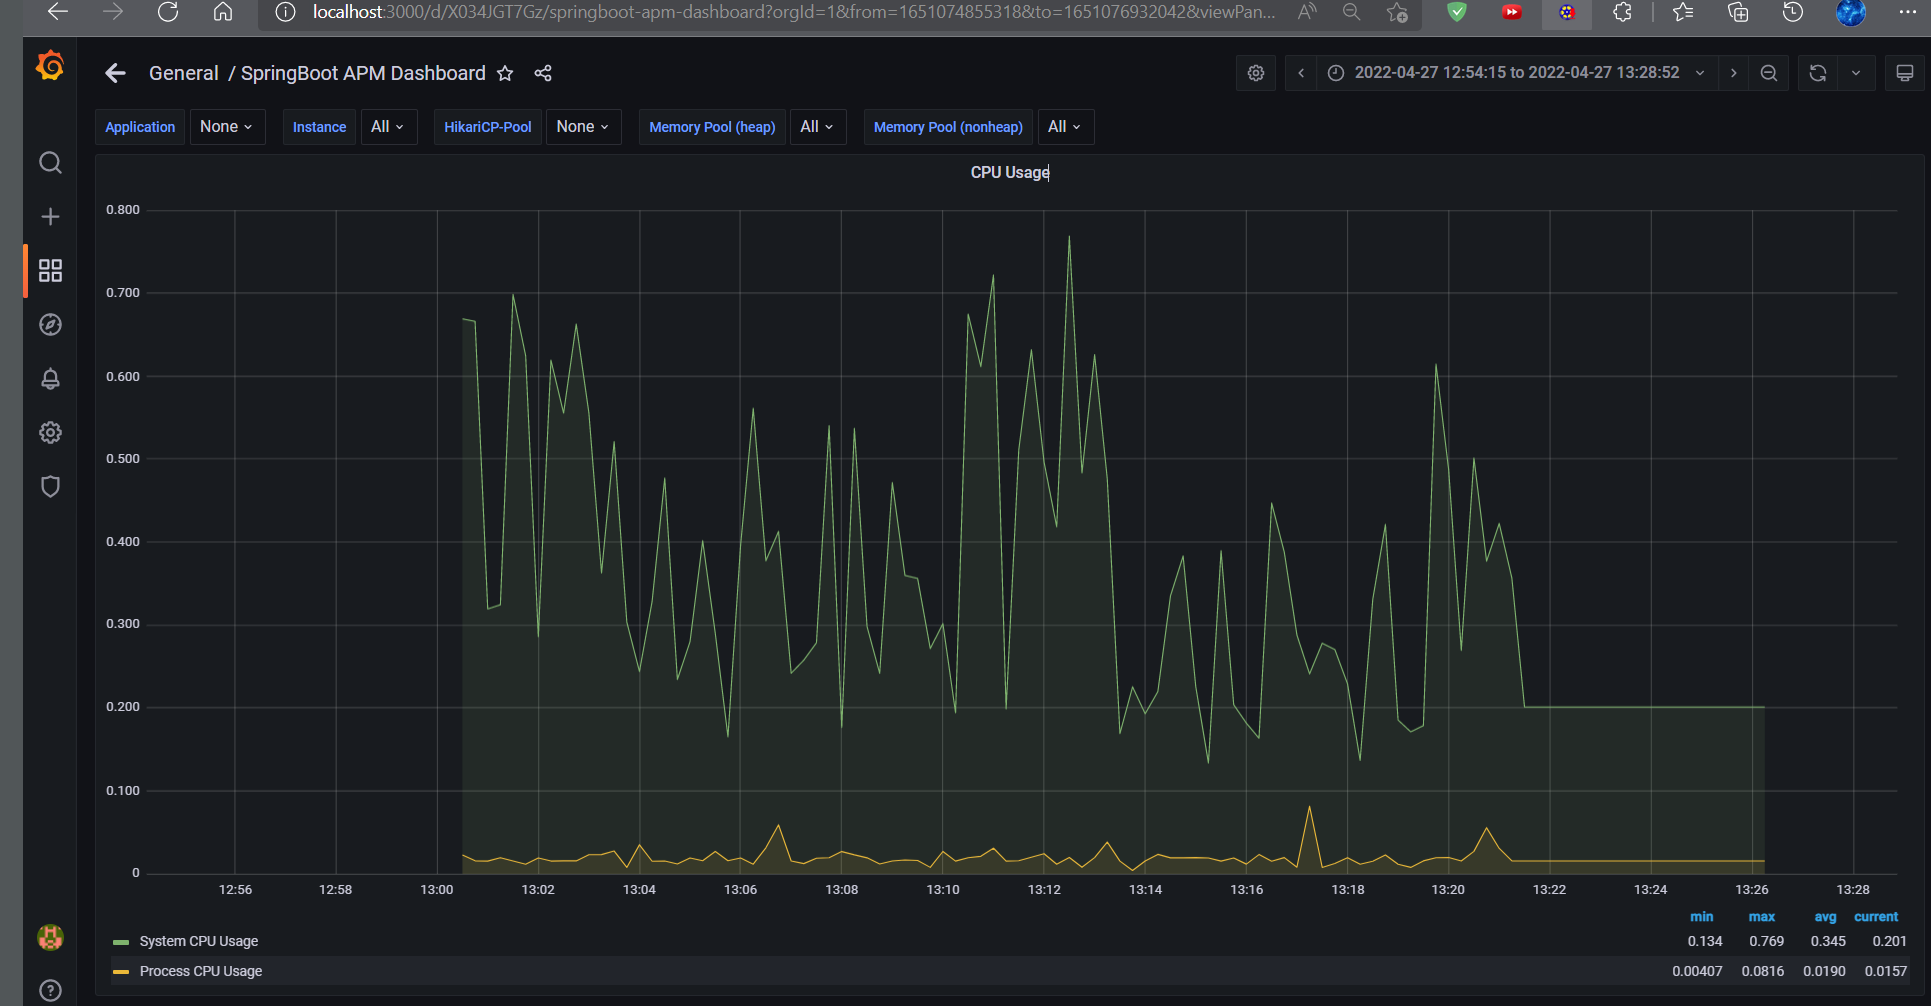 localhost:3000/d/X034JGT7Gz/springboot-apm-dashboard?orgId=1&from=1651074855318&to=1651076932042&viewPan...
General / SpringBoot APM Dashboard
2022-04-27 12:54:15 to 2022-04-27 13:28:52
Application None Instance All HikariCP-Pool None Memory Pool (heap) All Memory Pool (nonheap) All
CPU Usage
0.800
0.700
0.600
0.500
0.400
0.300
0.200
0.100
0
12:56 12:58 13:00 13:02 13:04 13:06 13:08 13:10 13:12 13:14 13:16 13:18 13:20 13:22 13:24 13:26 13:28
min max avg current
System CPU Usage 0.134 0.769 0.345 0.201
Process CPU Usage 0.00407 0.0816 0.0190 0.0157